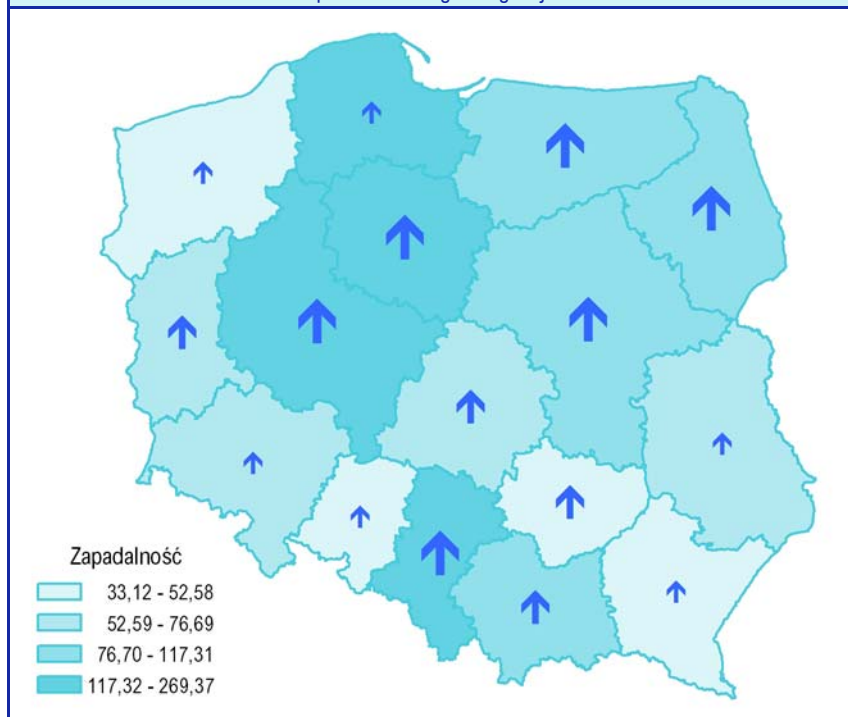 Zapadalność
33,12 - 52,58
52,59 - 76,69
76,70 - 117,31
117,32 - 269,37